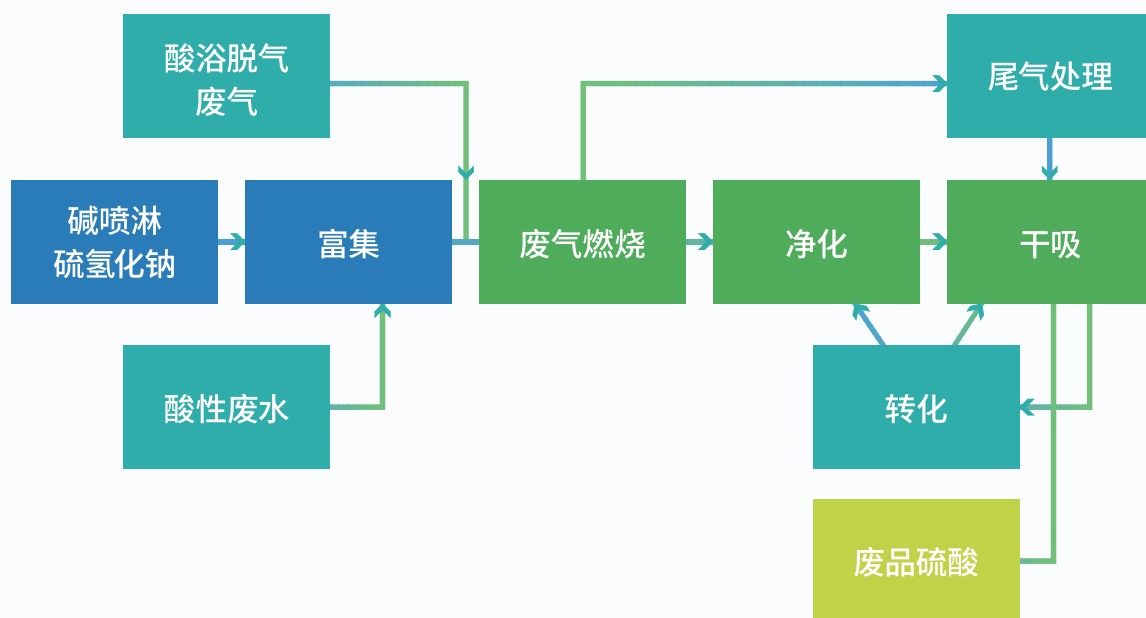 酸浴脱气
废气
尾气处理
碱喷淋
硫氢化钠
富集
废气燃烧
净化
干吸
酸性废水
转化
废品硫酸